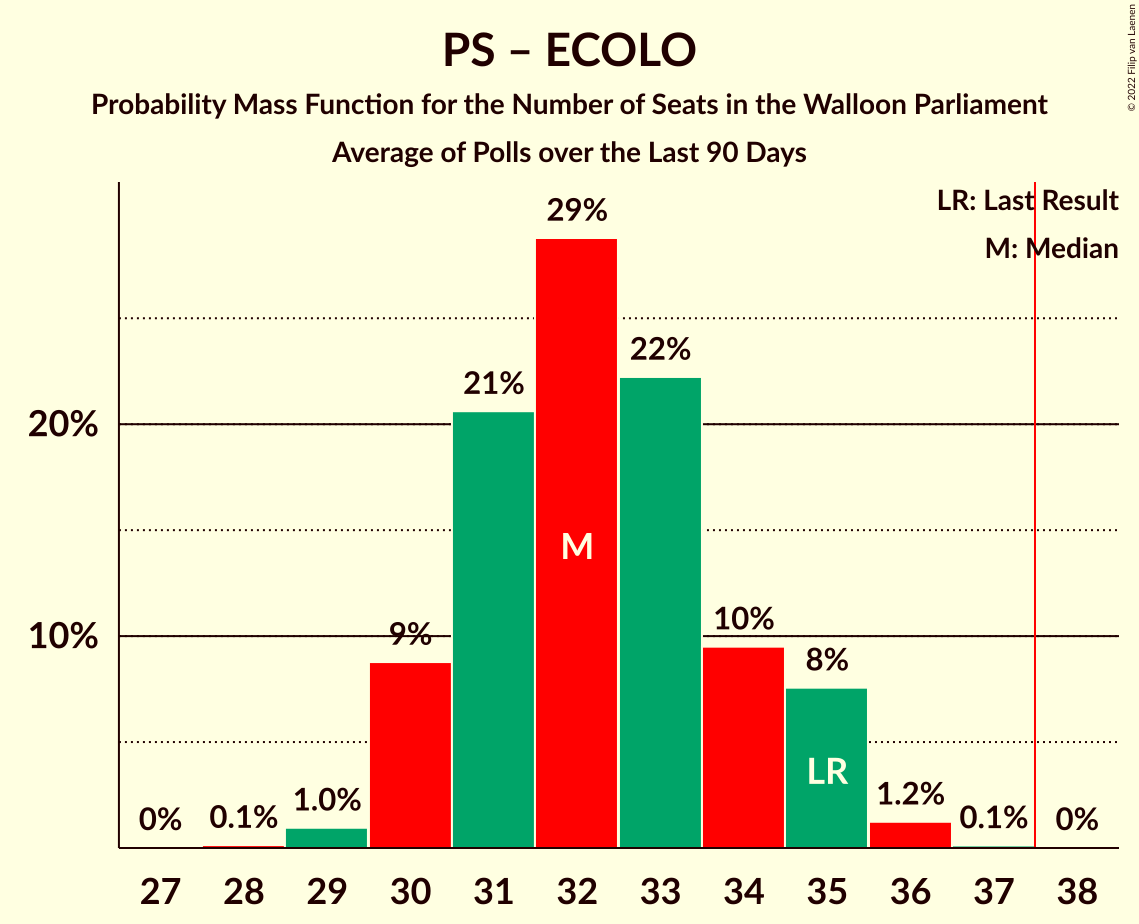 PS – ECOLO
Probability Mass Function for the Number of Seats in the Walloon Parliament
Average of Polls over the Last 90 Days
© 2022 Filip van Laenen
LR: Last Result
M: Median
29%
22%
21%
20%
M
10%
9%
10%
8%
LR
0%
0.1%
1.0%
1.2%
0.1%
0%
27 28 29 30 31 32 33 34 35 36 37 38